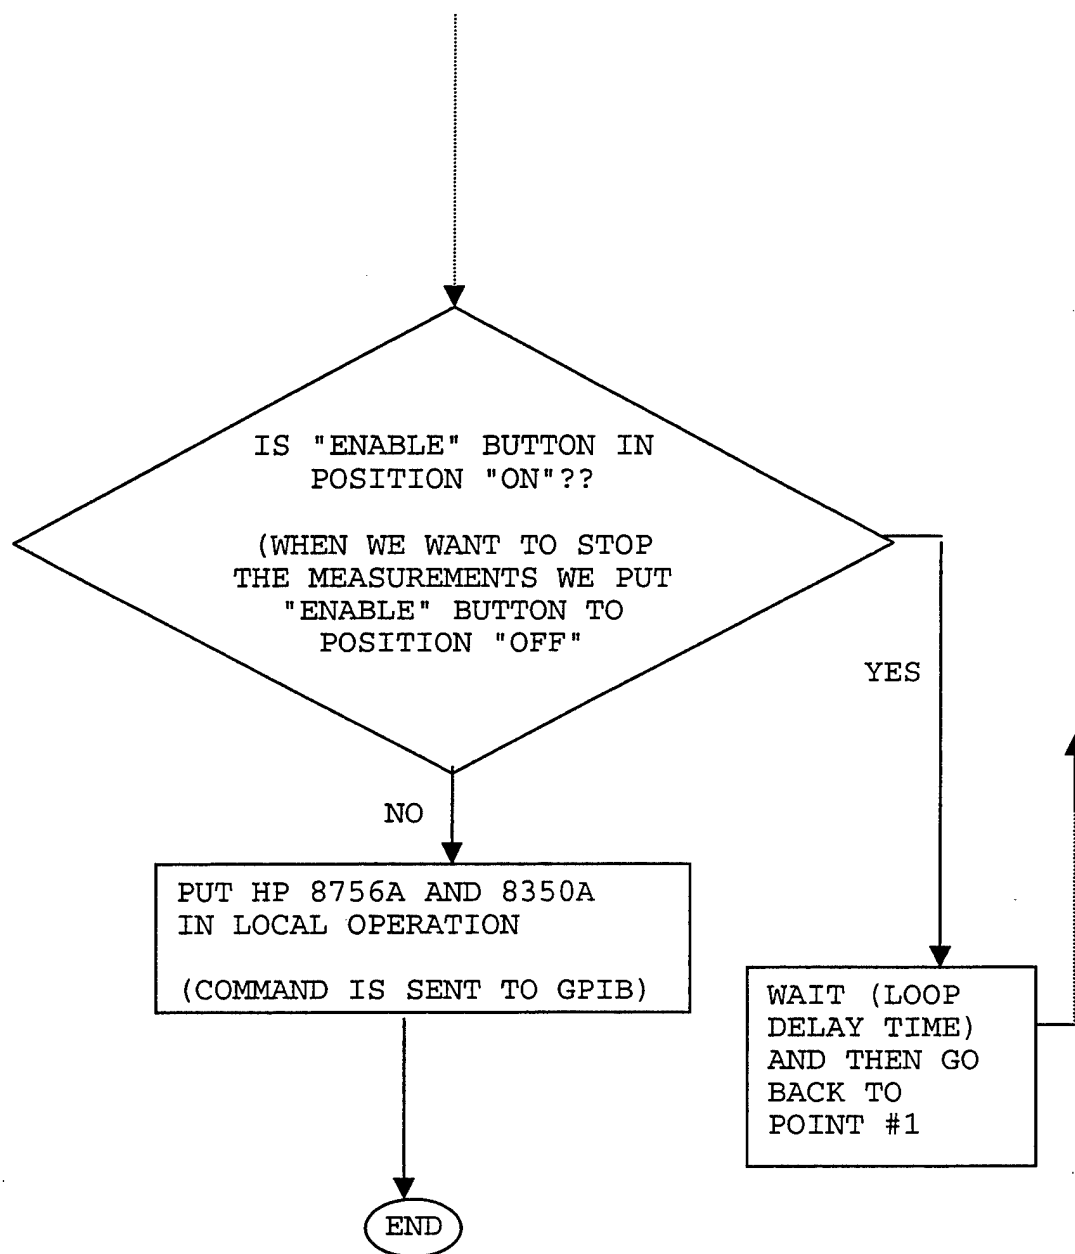 IS "ENABLE" BUTTON IN
POSITION "ON"??
(WHEN WE WANT TO STOP
THE MEASUREMENTS WE PUT
"ENABLE" BUTTON TO
POSITION "OFF"
YES
NO
PUT HP 8756A AND 8350A
IN LOCAL OPERATION
(COMMAND IS SENT TO GPIB)
WAIT (LOOP
DELAY TIME)
AND THEN GO
BACK TO
POINT #1
END